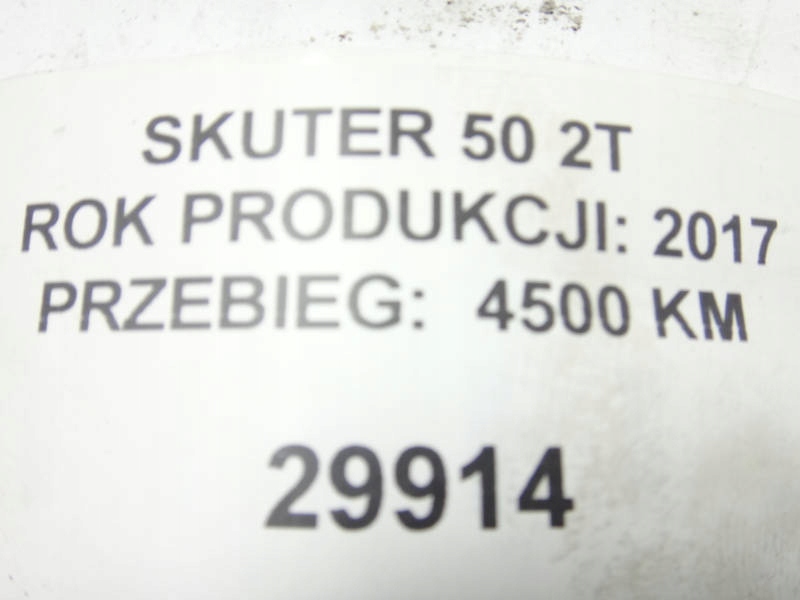 SKUTER 50 2T
ROK PRODUKCJI: 2017
PRZEBIEG: 4500 KM
29914